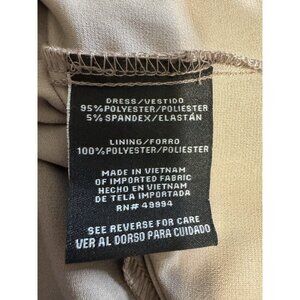 DRESS/VESTIDO
95%POLYESTER/POLIESTER
5% SPANDEX/ELASTÁN
LINING/FORRO
100%POLYESTER/POLIESTER
MADE IN VIETNAM
OF IMPORTED FABRIC
HECHO EN VIETNAM
DE TELA IMPORTADA
RN# 49994
SEE REVERSE FOR CARE
VER AL DORSO PARA CUIDADO